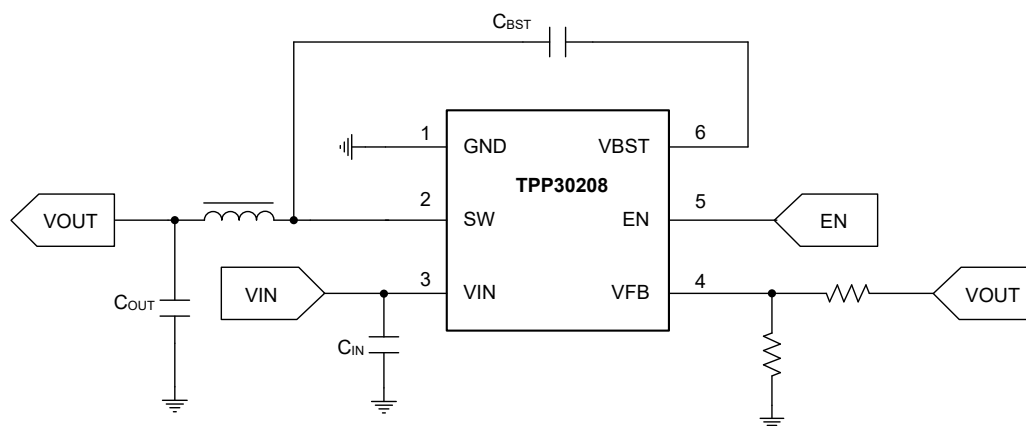 CBST
1
GND
VBST
6
TPP30208
VOUT
2
SW
EN
5
EN
COUT
VIN
3
VIN
VFB
4
VOUT
CIN